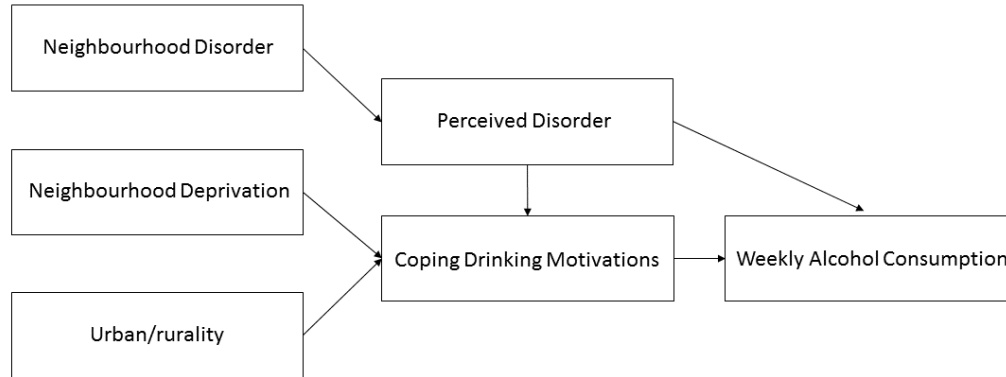 Neighbourhood Disorder
Perceived Disorder
Neighbourhood Deprivation
Coping Drinking Motivations
Weekly Alcohol Consumption
Urban/rurality